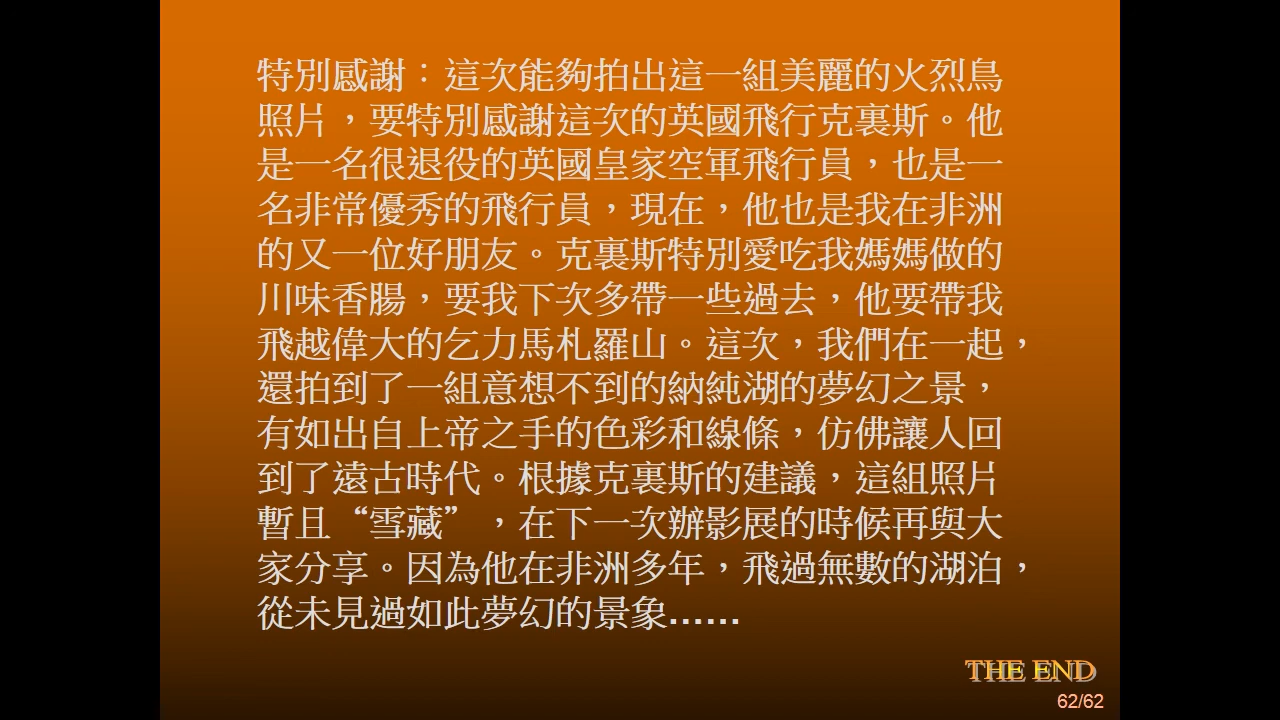 特別感謝：這次能夠拍出這一組美麗的火烈鳥
照片，要特別感謝這次的英國飛行克裏斯。他
是一名很退役的英國皇家空軍飛行員，也是一
名非常優秀的飛行員，現在，他也是我在非洲
的又一位好朋友。克裏斯特別愛吃我媽媽做的
川味香腸，要我下次多帶一些過去，他要帶我
飛越偉大的乞力馬札羅山。這次，我們在一起，
還拍到了一組意想不到的納純湖的夢幻之景，
有如出自上帝之手的色彩和線條，仿佛讓人回
到了遠古時代。根據克裏斯的建議，這組照片
暫且“雪藏”，在下一次辦影展的時候再與大
家分享。因為他在非洲多年，飛過無數的湖泊，
從未見過如此夢幻的景象……
THE END
62/62